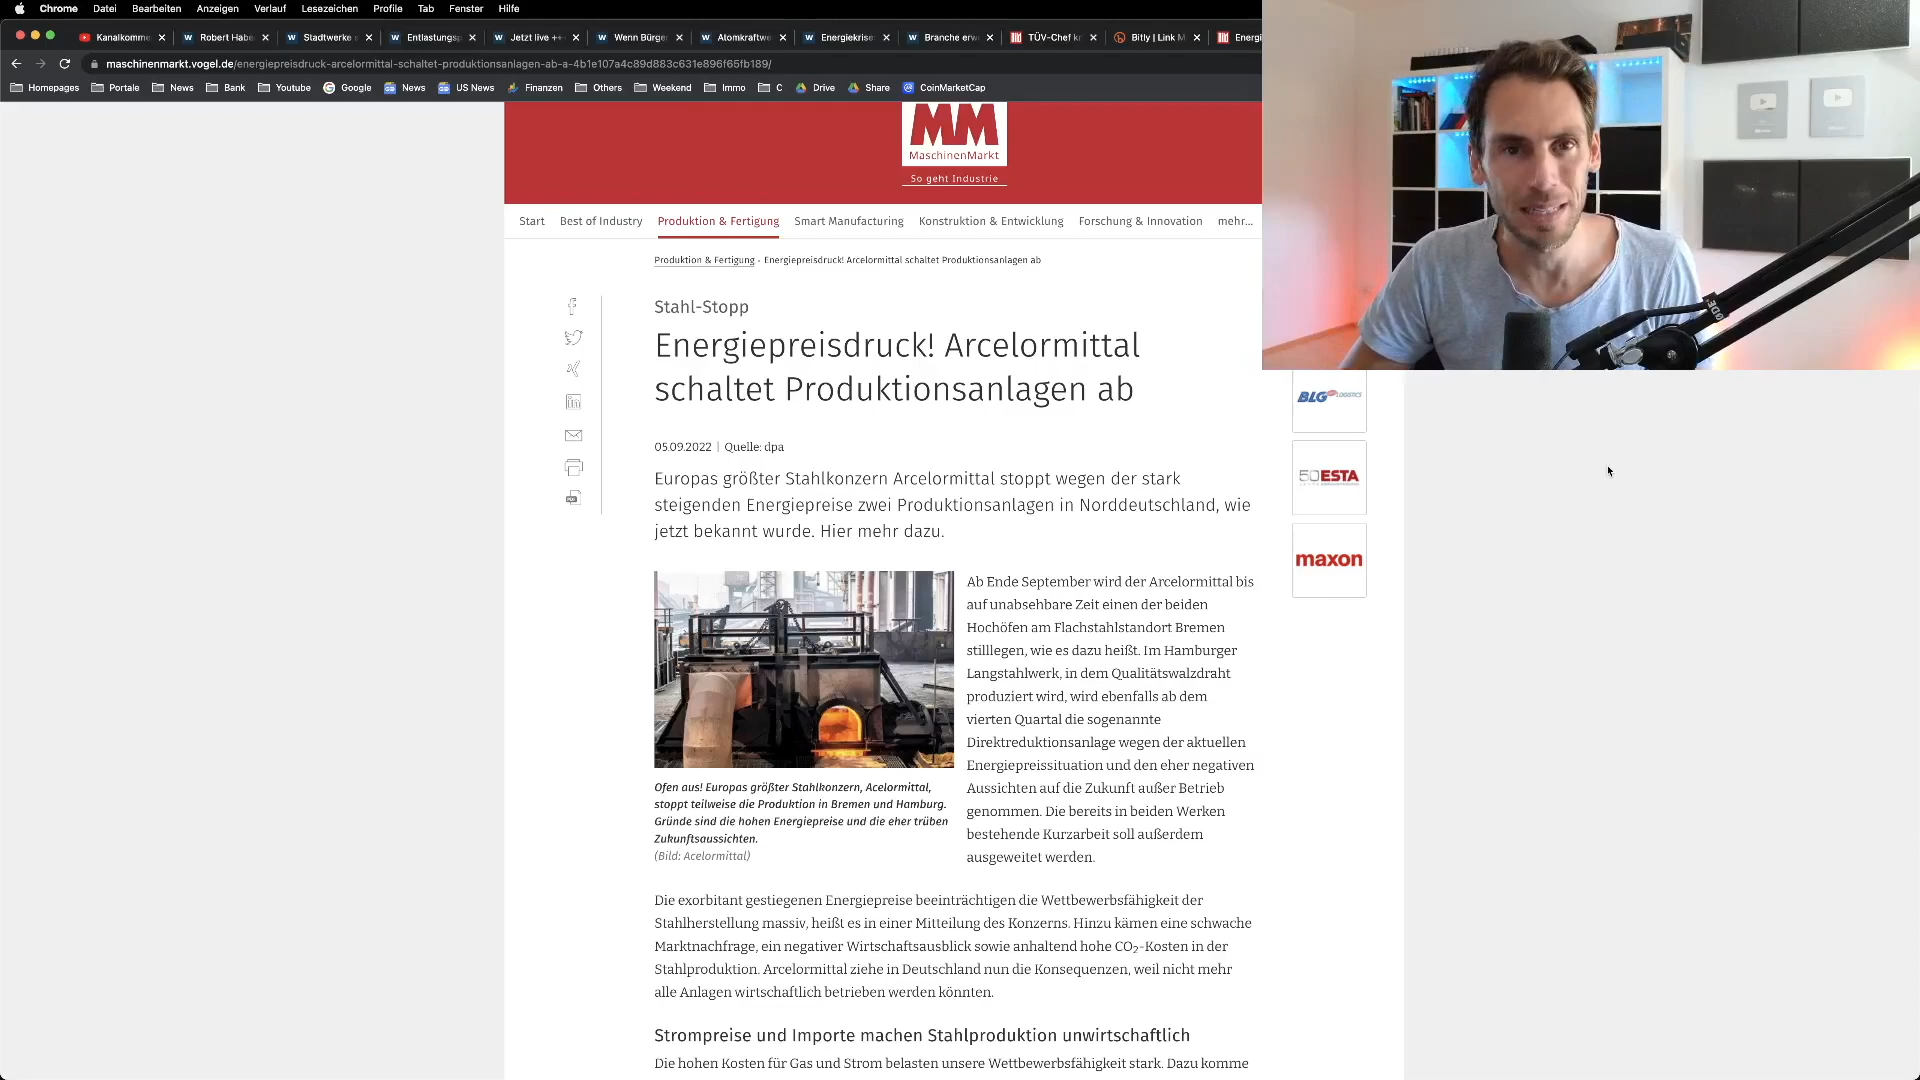 Chrome Datei Bearbeiten Anzeigen Verlauf Lesezeichen Profile Tab Fenster Hilfe
Kanalkomme Robert Habe Stadtwerke Entlastungsp Jetzt live ++ Wenn Bürge Atomkraftwe Energiekrise Branche erw TÜV-Chef Bitly | Link M Energi
maschinenmarkt.vogel.de/energiepreisdruck-arcelormittal-schaltet-produktionsanlagen-ab-a-4b1e107a4c89d883c631e896f65fb189/
Homepages Portale News Bank Youtube Google News US News Finanzen Others Weekend Immo C Drive Share CoinMarketCap
MM
MaschinenMarkt
So geht Industrie
Start Best of Industry Produktion & Fertigung Smart Manufacturing Konstruktion & Entwicklung Forschung & Innovation mehr...
Produktion & Fertigung - Energiepreisdruck! Arcelormittal schaltet Produktionsanlagen ab
Stahl-Stopp
Energiepreisdruck! Arcelormittal
schaltet Produktionsanlagen ab
05.09.2022 | Quelle: dpa
Europas größter Stahlkonzern Arcelormittal stoppt wegen der stark
steigenden Energiepreise zwei Produktionsanlagen in Norddeutschland, wie
jetzt bekannt wurde. Hier mehr dazu.
Ab Ende September wird der Arcelormittal bis
auf unabsehbare Zeit einen der beiden
Hochöfen am Flachstahlstandort Bremen
stilllegen, wie es dazu heißt. Im Hamburger
Langstahlwerk, in dem Qualitätswalzdraht
produziert wird, wird ebenfalls ab dem
vierten Quartal die sogenannte
Direktreduktionsanlage wegen der aktuellen
Energiepreissituation und den eher negativen
Aussichten auf die Zukunft außer Betrieb
genommen. Die bereits in beiden Werken
bestehende Kurzarbeit soll außerdem
ausgeweitet werden.
Ofen aus! Europas größter Stahlkonzern, Acelormittal,
stoppt teilweise die Produktion in Bremen und Hamburg.
Gründe sind die hohen Energiepreise und die eher trüben
Zukunftsaussichten.
(Bild: Acelormittal)
Die exorbitant gestiegenen Energiepreise beeinträchtigen die Wettbewerbsfähigkeit der
Stahlherstellung massiv, heißt es in einer Mitteilung des Konzerns. Hinzu kämen eine schwache
Marktnachfrage, ein negativer Wirtschaftsausblick sowie anhaltend hohe CO₂-Kosten in der
Stahlproduktion. Arcelormittal ziehe in Deutschland nun die Konsequenzen, weil nicht mehr
alle Anlagen wirtschaftlich betrieben werden könnten.
Strompreise und Importe machen Stahlproduktion unwirtschaftlich
Die hohen Kosten für Gas und Strom belasten unsere Wettbewerbsfähigkeit stark. Dazu komme
BLG LOGISTICS
50 ESTA
maxon
RØDE